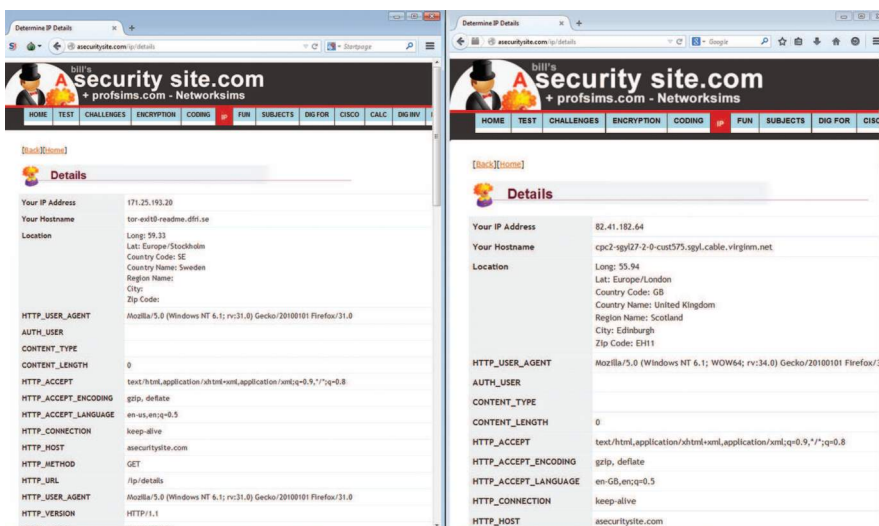 Determine IP Details
asecuritysite.com/ip/details
Startpage
bill's
A security site.com
+ profsims.com - Networksims
HOME TEST CHALLENGES ENCRYPTION CODING IP FUN SUBJECTS DIG FOR CISCO CALC DIG INV
[Back][Home]
Details
Your IP Address 171.25.193.20
Your Hostname tor-exit0-readme.dfri.se
Location Long: 59.33
Lat: Europe/Stockholm
Country Code: SE
Country Name: Sweden
Region Name:
City:
Zip Code:
HTTP_USER_AGENT Mozilla/5.0 (Windows NT 6.1; rv:31.0) Gecko/20100101 Firefox/31.0
AUTH_USER
CONTENT_TYPE
CONTENT_LENGTH 0
HTTP_ACCEPT text/html,application/xhtml+xml,application/xml;q=0.9,*/*;q=0.8
HTTP_ACCEPT_ENCODING gzip, deflate
HTTP_ACCEPT_LANGUAGE en-us,en;q=0.5
HTTP_CONNECTION keep-alive
HTTP_HOST asecuritysite.com
HTTP_METHOD GET
HTTP_URL /ip/details
HTTP_USER_AGENT Mozilla/5.0 (Windows NT 6.1; rv:31.0) Gecko/20100101 Firefox/31.0
HTTP_VERSION HTTP/1.1
Determine IP Details
asecuritysite.com/ip/details
Google
bill's
A security site.com
+ profsims.com - Networksims
HOME TEST CHALLENGES ENCRYPTION CODING IP FUN SUBJECTS DIG FOR CISC
[Back][Home]
Details
Your IP Address 82.41.182.64
Your Hostname cpc2-sgyl27-2-0-cust575.sgyl.cable.virginm.net
Location Long: 55.94
Lat: Europe/London
Country Code: GB
Country Name: United Kingdom
Region Name: Scotland
City: Edinburgh
Zip Code: EH11
HTTP_USER_AGENT Mozilla/5.0 (Windows NT 6.1; WOW64; rv:34.0) Gecko/20100101 Firefox/3
AUTH_USER
CONTENT_TYPE
CONTENT_LENGTH 0
HTTP_ACCEPT text/html,application/xhtml+xml,application/xml;q=0.9,*/*;q=0.8
HTTP_ACCEPT_ENCODING gzip, deflate
HTTP_ACCEPT_LANGUAGE en-GB,en;q=0.5
HTTP_CONNECTION keep-alive
HTTP_HOST asecuritysite.com